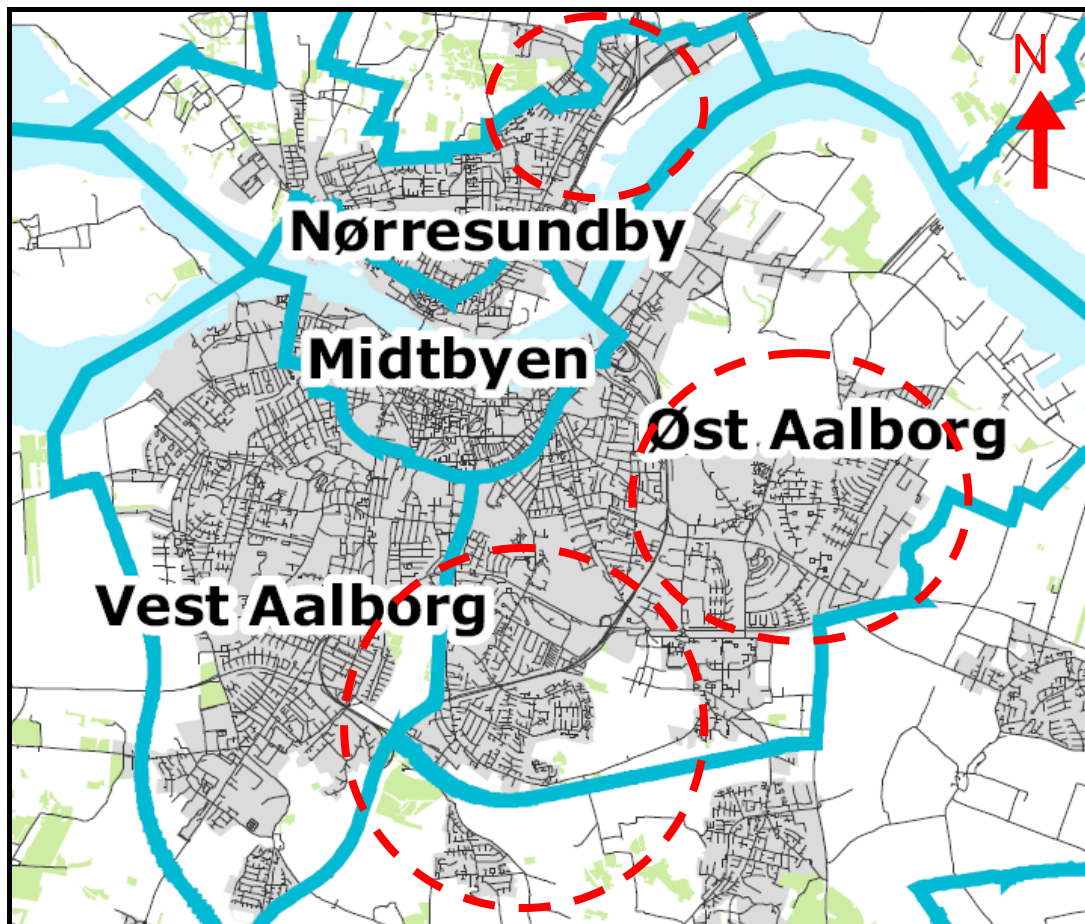 N
Nørresundby
Midtbyen
Øst Aalborg
Vest Aalborg